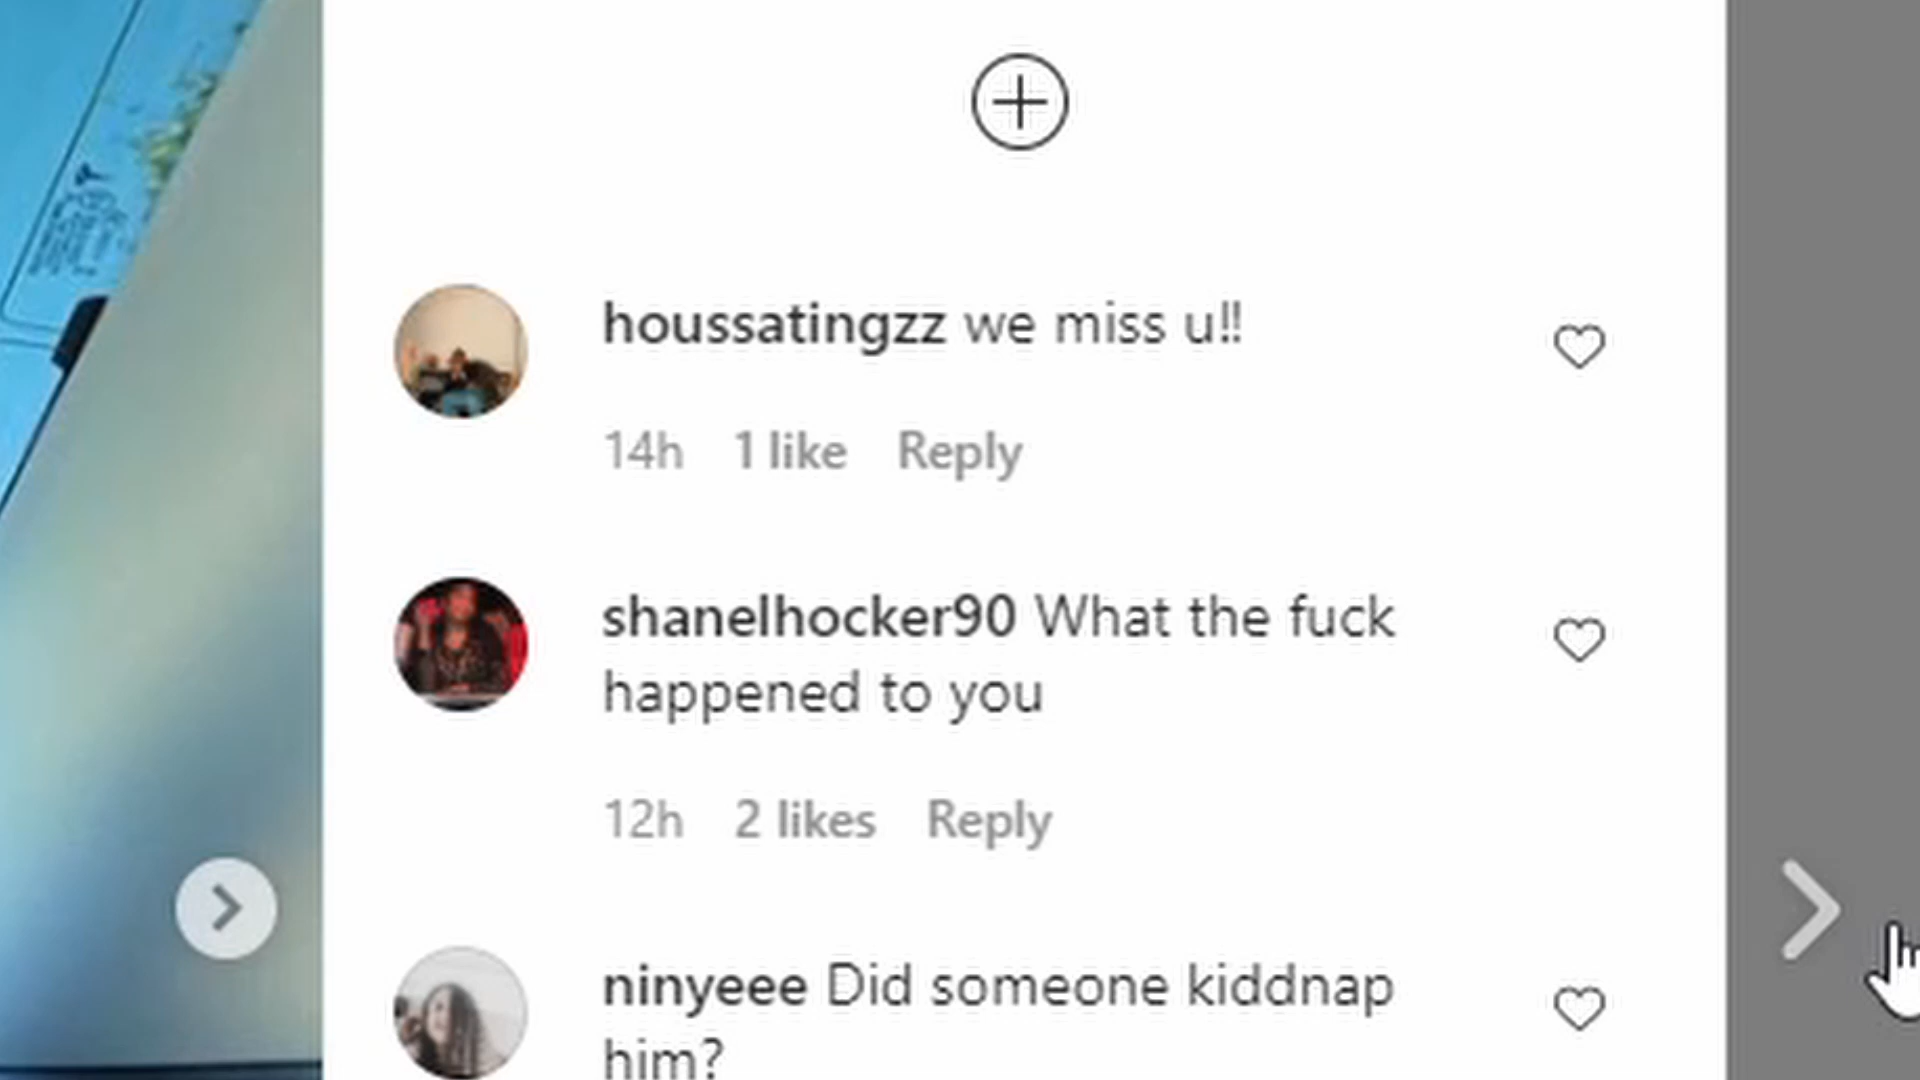 houssatingzz we miss u!!
14h 1 like Reply
shanelhocker90 What the fuck
happened to you
12h 2 likes Reply
ninyeee Did someone kiddnap
him?